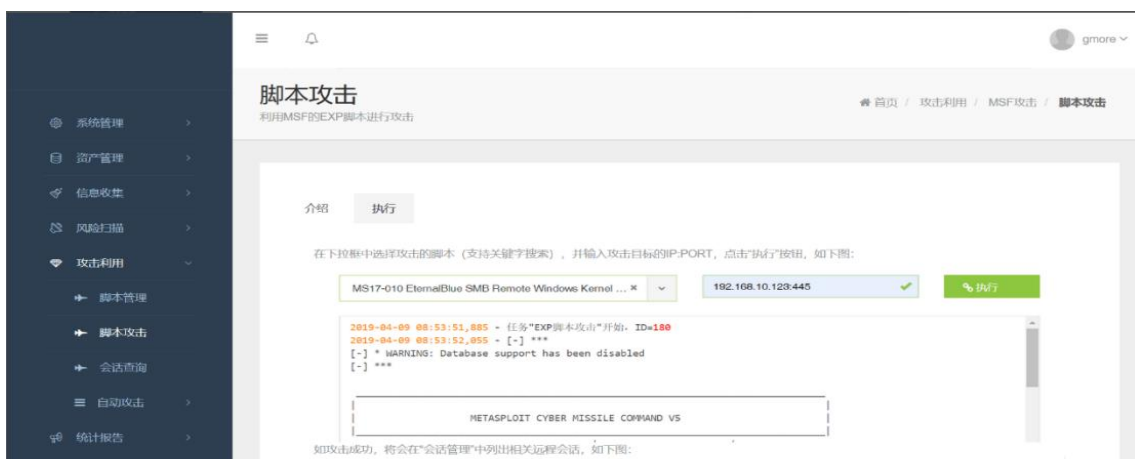 gmore
脚本攻击
利用MSF的EXP脚本进行攻击
首页 / 攻击利用 / MSF攻击 / 脚本攻击
系统管理
资产管理
信息收集
风险扫描
攻击利用
脚本管理
脚本攻击
会话查询
自动攻击
统计报告
介绍 执行
在下拉框中选择攻击的脚本（支持关键字搜索），并输入攻击目标的IP:PORT，点击"执行"按钮，如下图：
MS17-010 EternalBlue SMB Remote Windows Kernel ... × 192.168.10.123:445 执行
2019-04-09 08:53:51,885 - 任务"EXP脚本攻击"开始，ID=180
2019-04-09 08:53:52,055 - [-] ***
[-] * WARNING: Database support has been disabled
[-] ***
METASPLOIT CYBER MISSILE COMMAND V5
如攻击成功，将会在"会话管理"中列出相关远程会话，如下图：